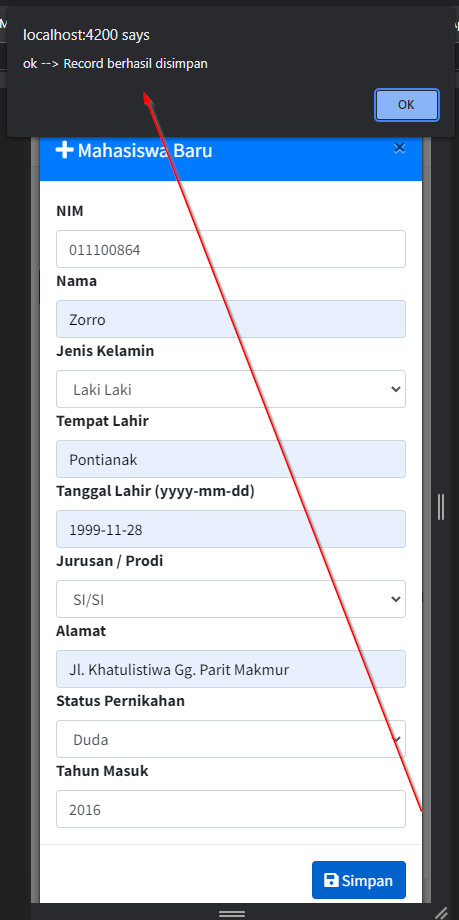 localhost:4200 says
ok --> Record berhasil disimpan
OK
Mahasiswa Baru
×
NIM
011100864
Nama
Zorro
Jenis Kelamin
Laki Laki
Tempat Lahir
Pontianak
Tanggal Lahir (yyyy-mm-dd)
1999-11-28
Jurusan / Prodi
SI/SI
Alamat
Jl. Khatulistiwa Gg. Parit Makmur
Status Pernikahan
Duda
Tahun Masuk
2016
Simpan